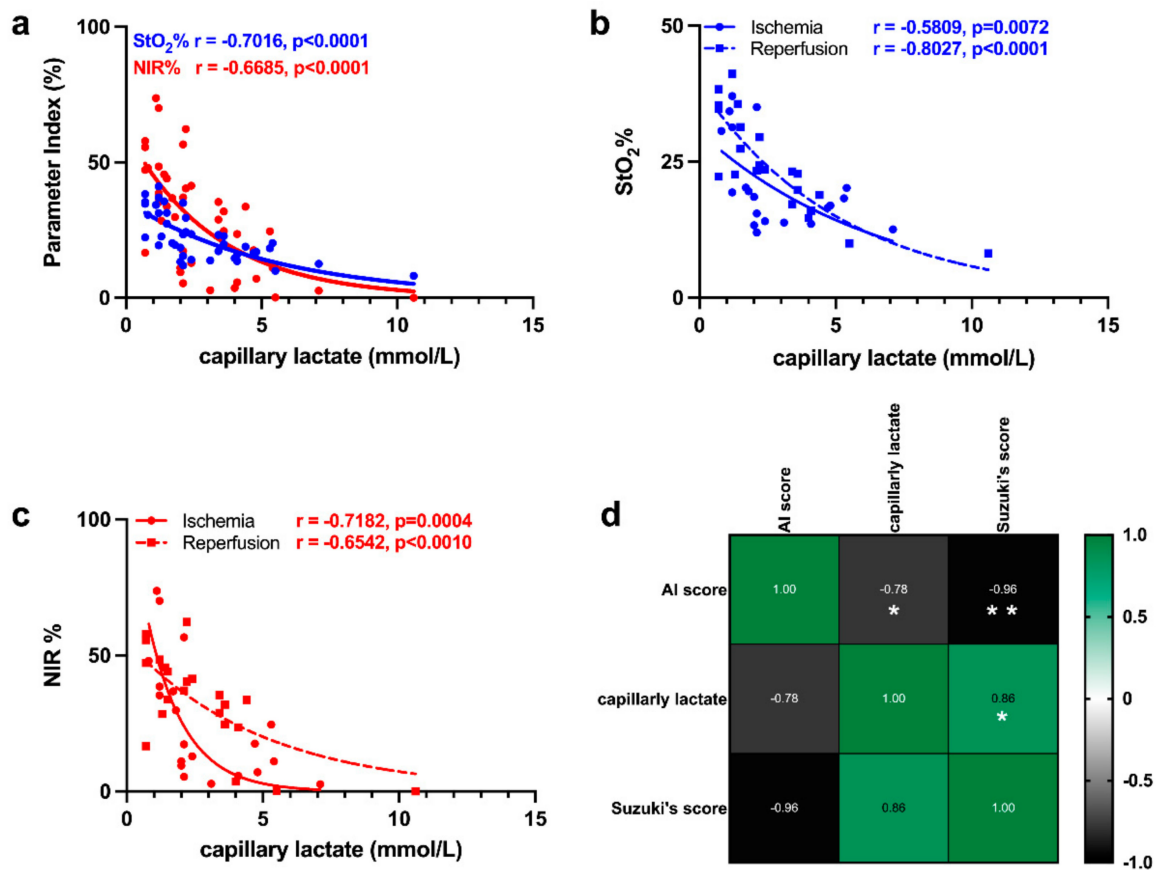 a
StO₂% r = -0.7016, p<0.0001
NIR% r = -0.6685, p<0.0001
Parameter Index (%)
100
50
0
0 5 10 15
capillary lactate (mmol/L)
b
Ischemia r = -0.5809, p=0.0072
Reperfusion r = -0.8027, p<0.0001
StO₂%
50
25
0
0 5 10 15
capillary lactate (mmol/L)
c
Ischemia r = -0.7182, p=0.0004
Reperfusion r = -0.6542, p<0.0010
NIR %
100
50
0
0 5 10 15
capillary lactate (mmol/L)
d
AI score
capillarly lactate
Suzuki's score
AI score 1.00 -0.78 -0.96
* **
capillarly lactate -0.78 1.00 0.86
*
Suzuki's score -0.96 0.86 1.00
1.0
0.5
0
-0.5
-1.0